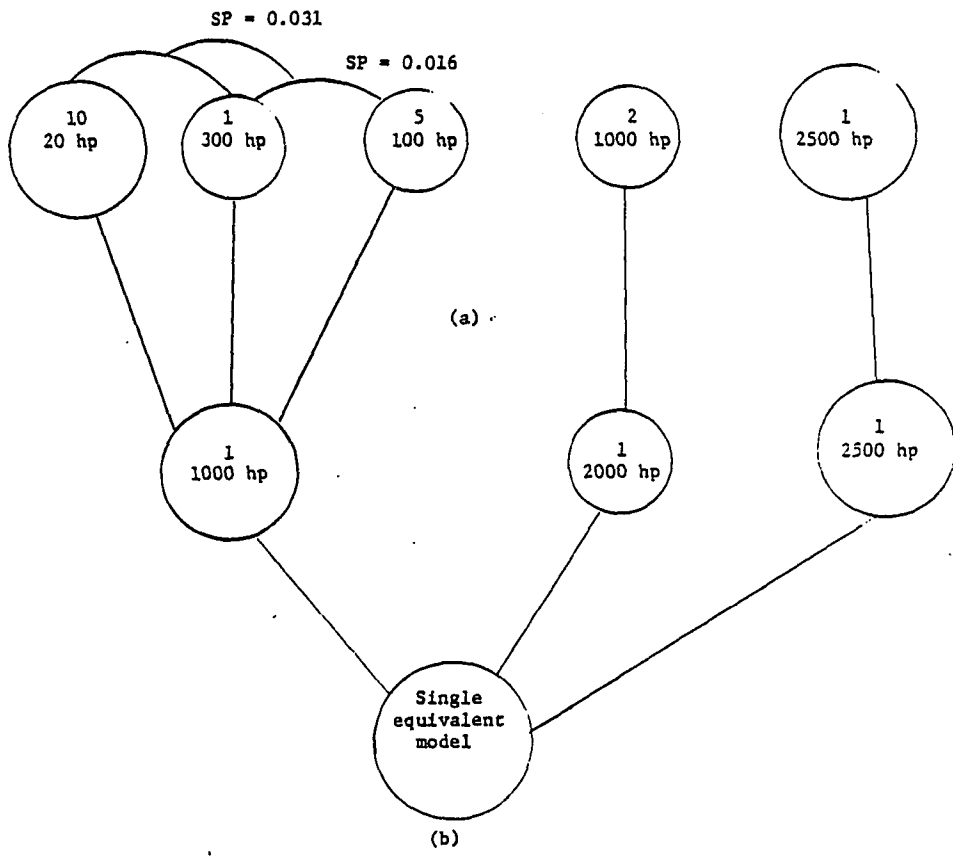 SP = 0.031
SP = 0.016
10
20 hp
1
300 hp
5
100 hp
2
1000 hp
1
2500 hp
(a)
1
1000 hp
1
2000 hp
1
2500 hp
Single
equivalent
model
(b)